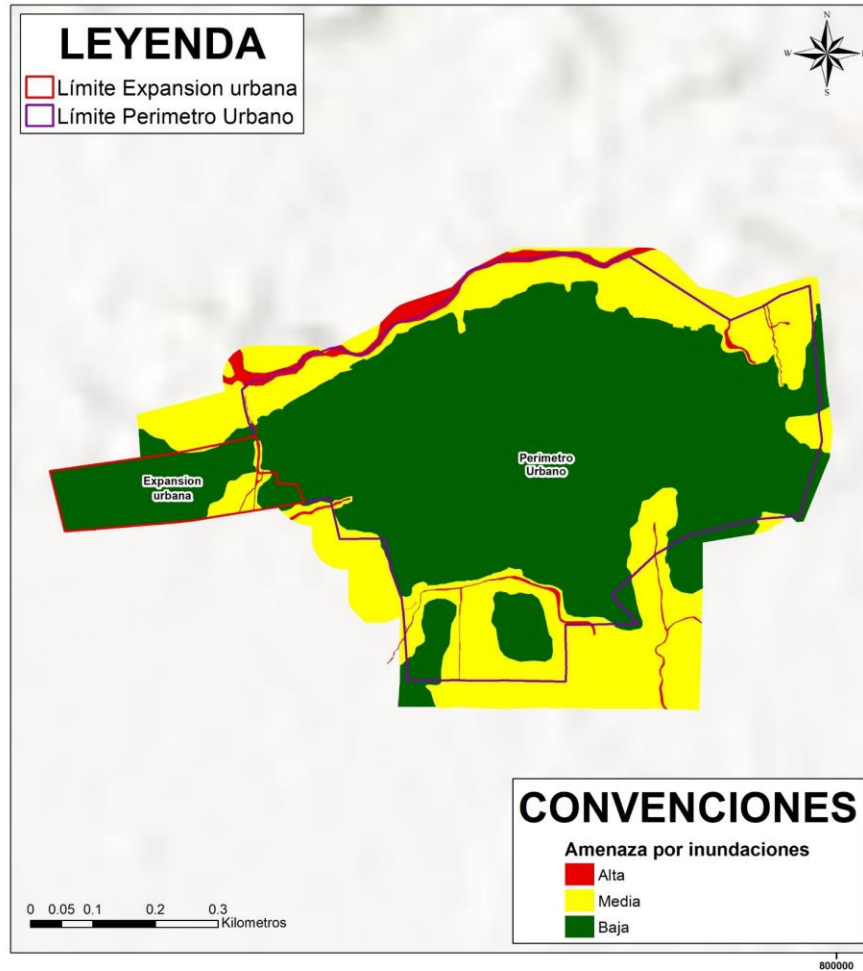 LEYENDA
Límite Expansion urbana
Límite Perimetro Urbano
N
W
S
Expansion
urbana
Perimetro
Urbano
0 0.05 0.1 0.2 0.3
Kilometros
CONVENCIONES
Amenaza por inundaciones
Alta
Media
Baja
800000